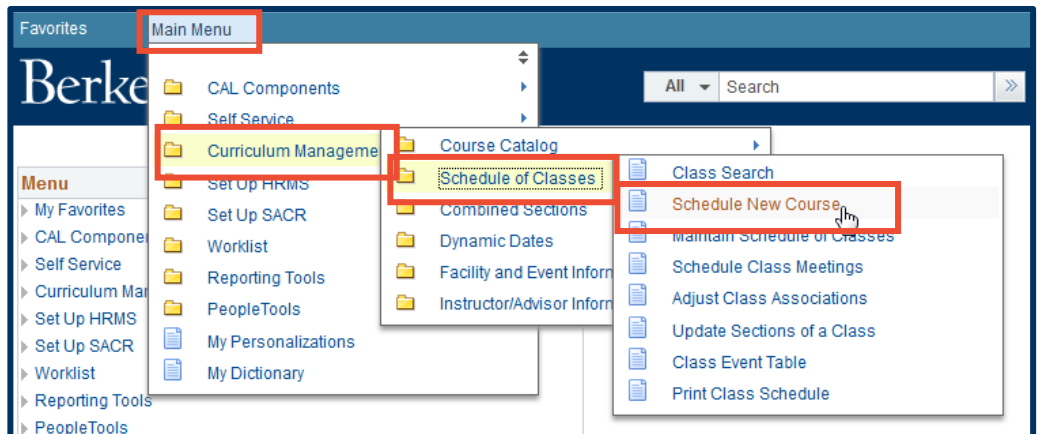 Favorites
Main Menu
Berke
All
Search
CAL Components
Self Service
Curriculum Manageme
Set Up HRMS
Set Up SACR
Worklist
Reporting Tools
PeopleTools
My Personalizations
My Dictionary
Course Catalog
Schedule of Classes
Combined Sections
Dynamic Dates
Facility and Event Inforn
Instructor/Advisor Inforn
Class Search
Schedule New Course
Maintain Schedule of Classes
Schedule Class Meetings
Adjust Class Associations
Update Sections of a Class
Class Event Table
Print Class Schedule
Menu
My Favorites
CAL Componer
Self Service
Curriculum Mar
Set Up HRMS
Set Up SACR
Worklist
Reporting Tools
PeopleTools